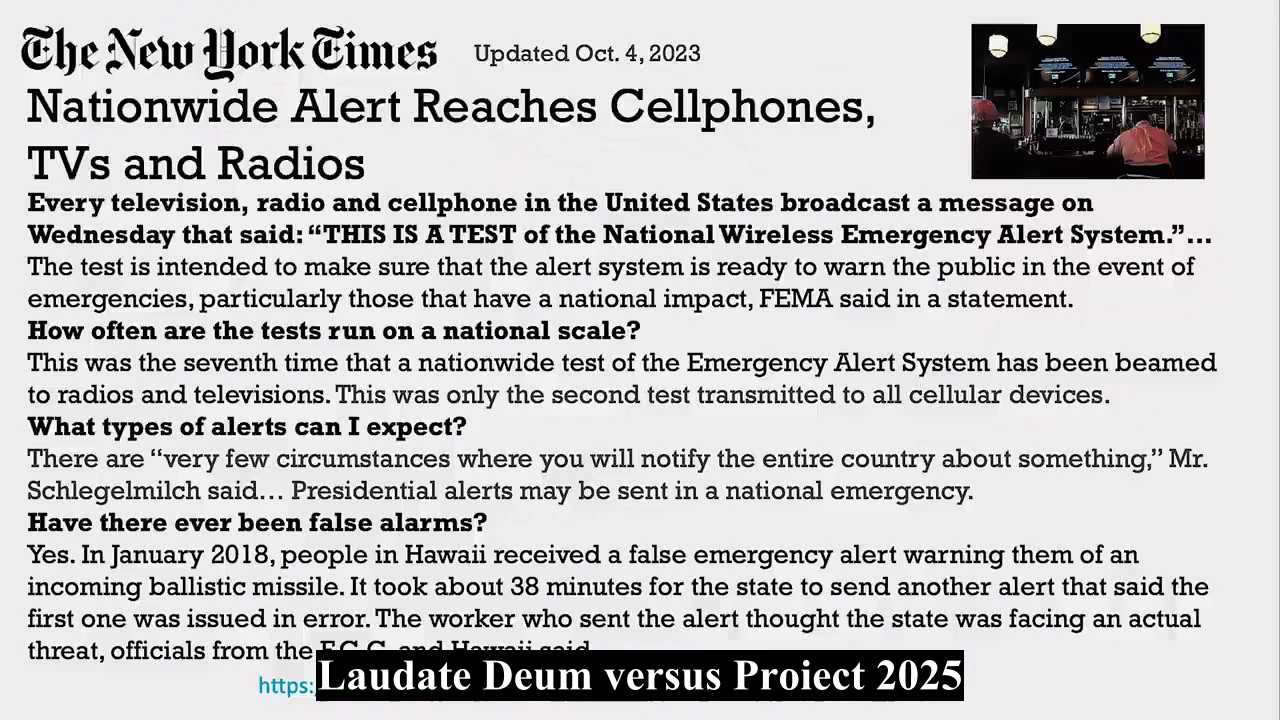 The New York Times Updated Oct. 4, 2023
Nationwide Alert Reaches Cellphones,
TVs and Radios
Every television, radio and cellphone in the United States broadcast a message on
Wednesday that said: “THIS IS A TEST of the National Wireless Emergency Alert System.”...
The test is intended to make sure that the alert system is ready to warn the public in the event of
emergencies, particularly those that have a national impact, FEMA said in a statement.
How often are the tests run on a national scale?
This was the seventh time that a nationwide test of the Emergency Alert System has been beamed
to radios and televisions. This was only the second test transmitted to all cellular devices.
What types of alerts can I expect?
There are “very few circumstances where you will notify the entire country about something,” Mr.
Schlegelmilch said... Presidential alerts may be sent in a national emergency.
Have there ever been false alarms?
Yes. In January 2018, people in Hawaii received a false emergency alert warning them of an
incoming ballistic missile. It took about 38 minutes for the state to send another alert that said the
first one was issued in error. The worker who sent the alert thought the state was facing an actual
threat, officials from the F.C.C. and Hawaii said
https:
Laudate Deum versus Project 2025